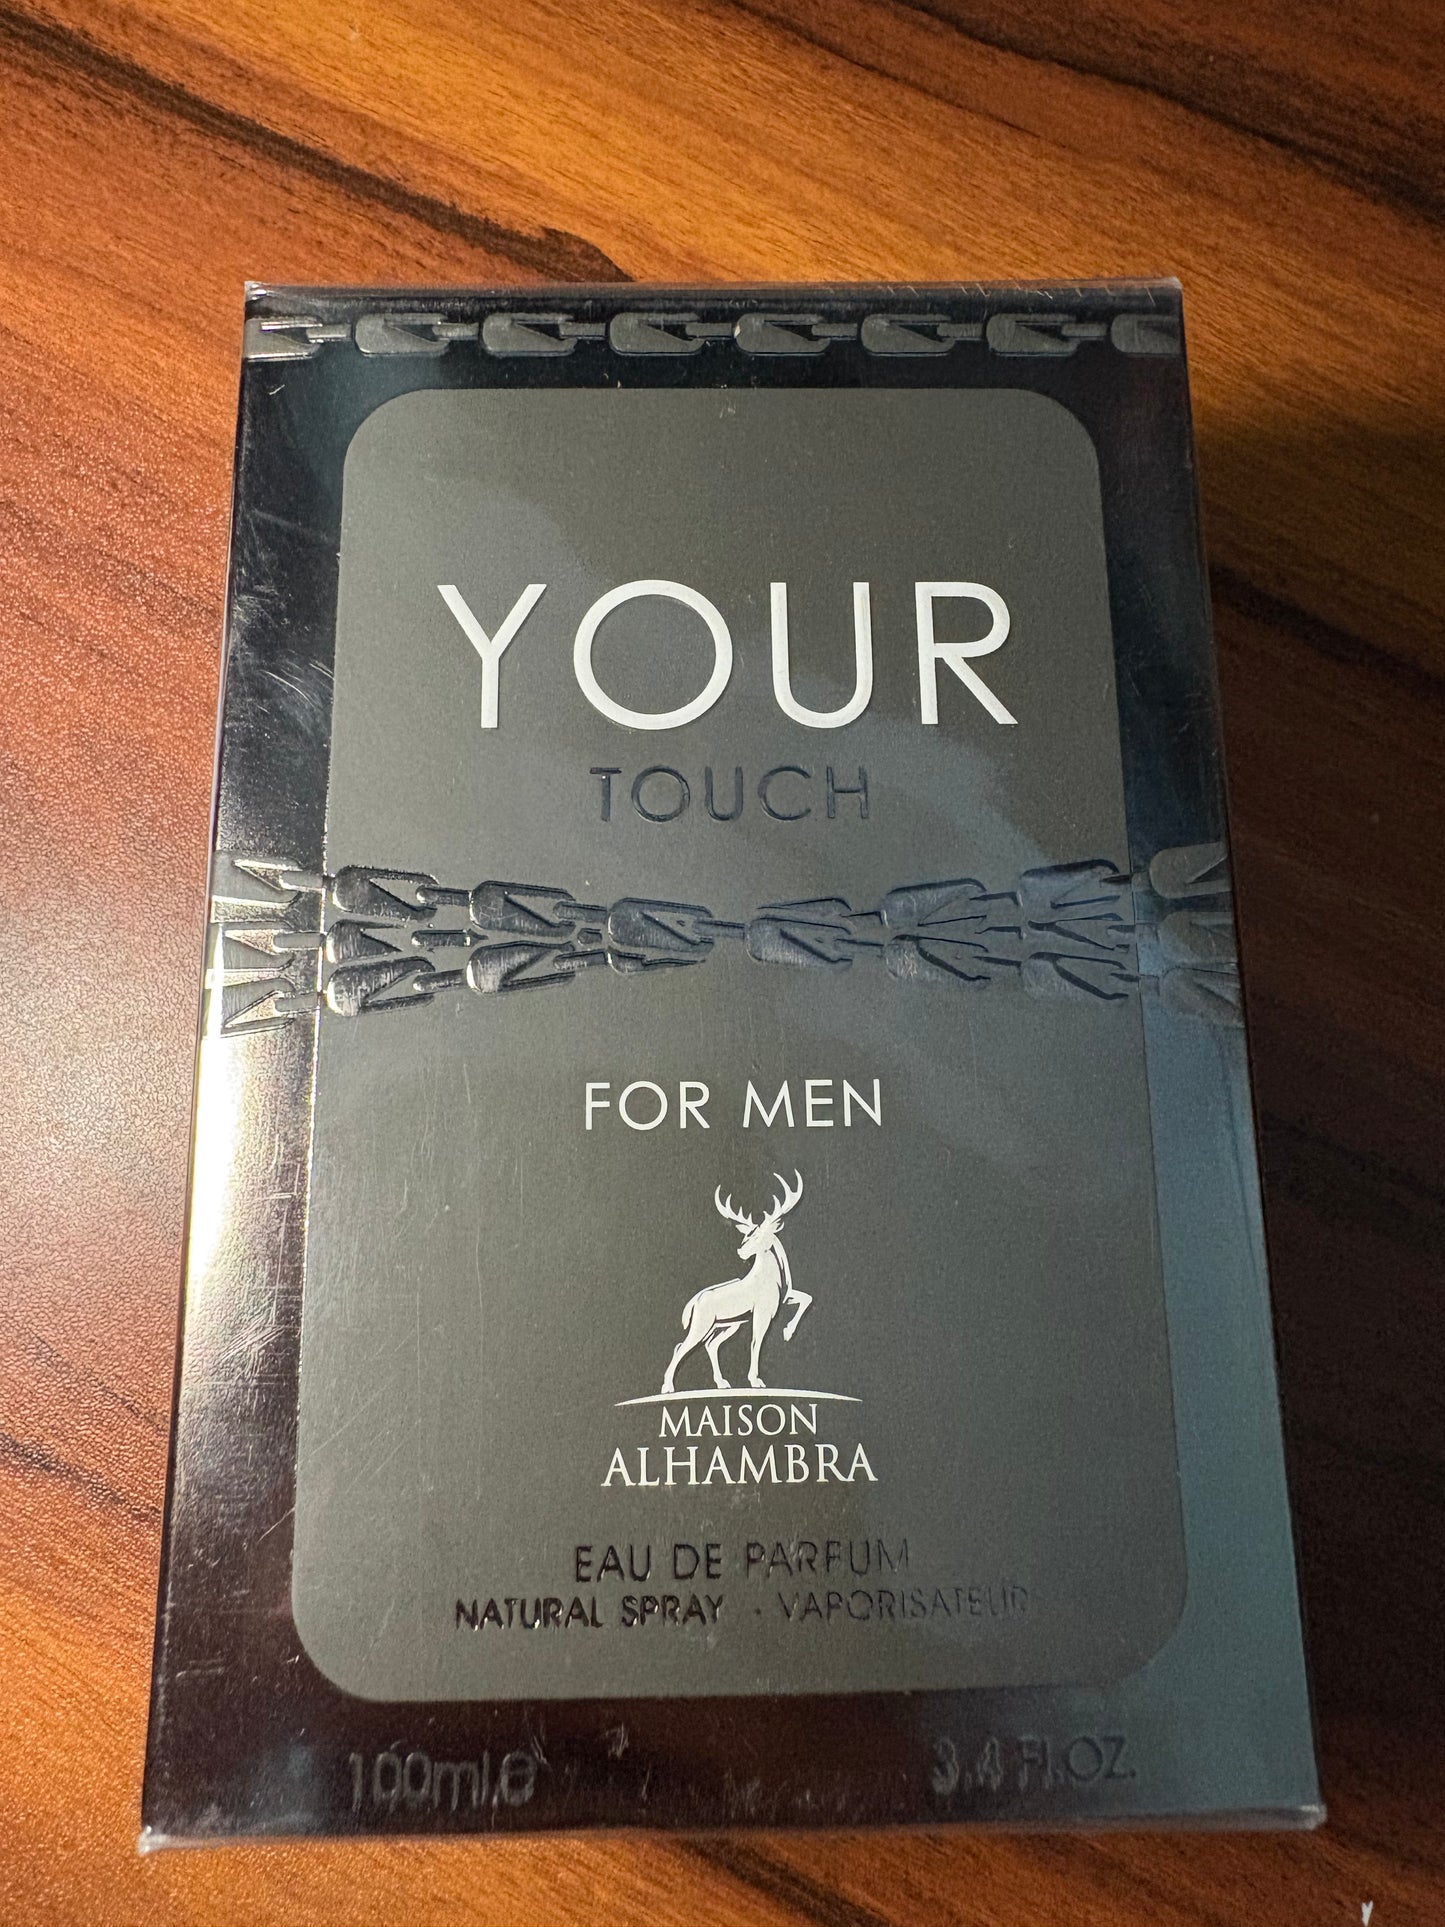 YOUR
TOUCH
FOR MEN
MAISON
ALHAMBRA
EAU DE PARFUM
NATURAL SPRAY · VAPORISATEUR
100ml.e 3.4 Fl.OZ.